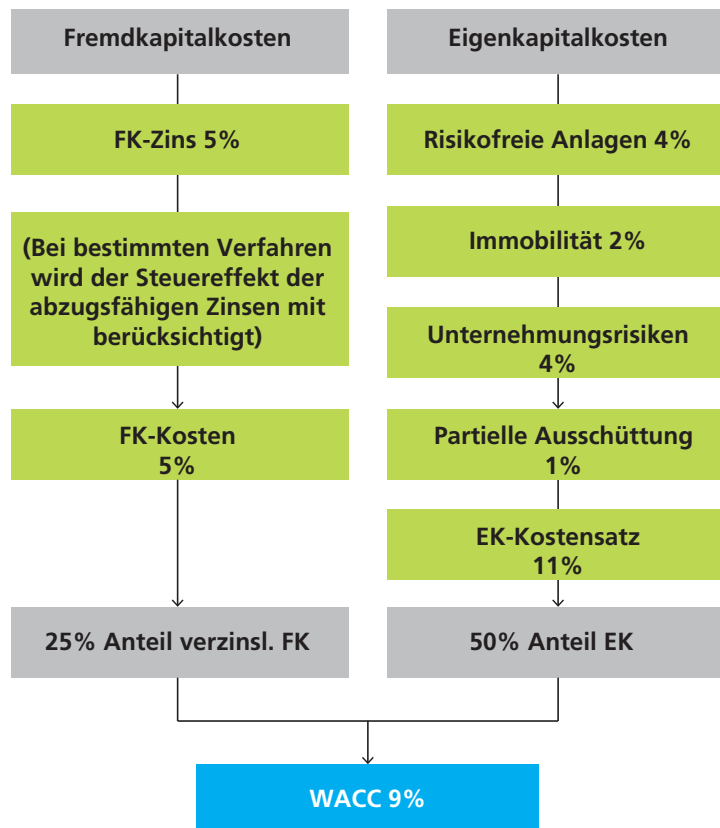 Fremdkapitalkosten
FK-Zins 5%
(Bei bestimmten Verfahren
wird der Steuereffekt der
abzugsfähigen Zinsen mit
berücksichtigt)
FK-Kosten
5%
25% Anteil verzinsl. FK
Eigenkapitalkosten
Risikofreie Anlagen 4%
Immobilität 2%
Unternehmungsrisiken
4%
Partielle Ausschüttung
1%
EK-Kostensatz
11%
50% Anteil EK
WACC 9%